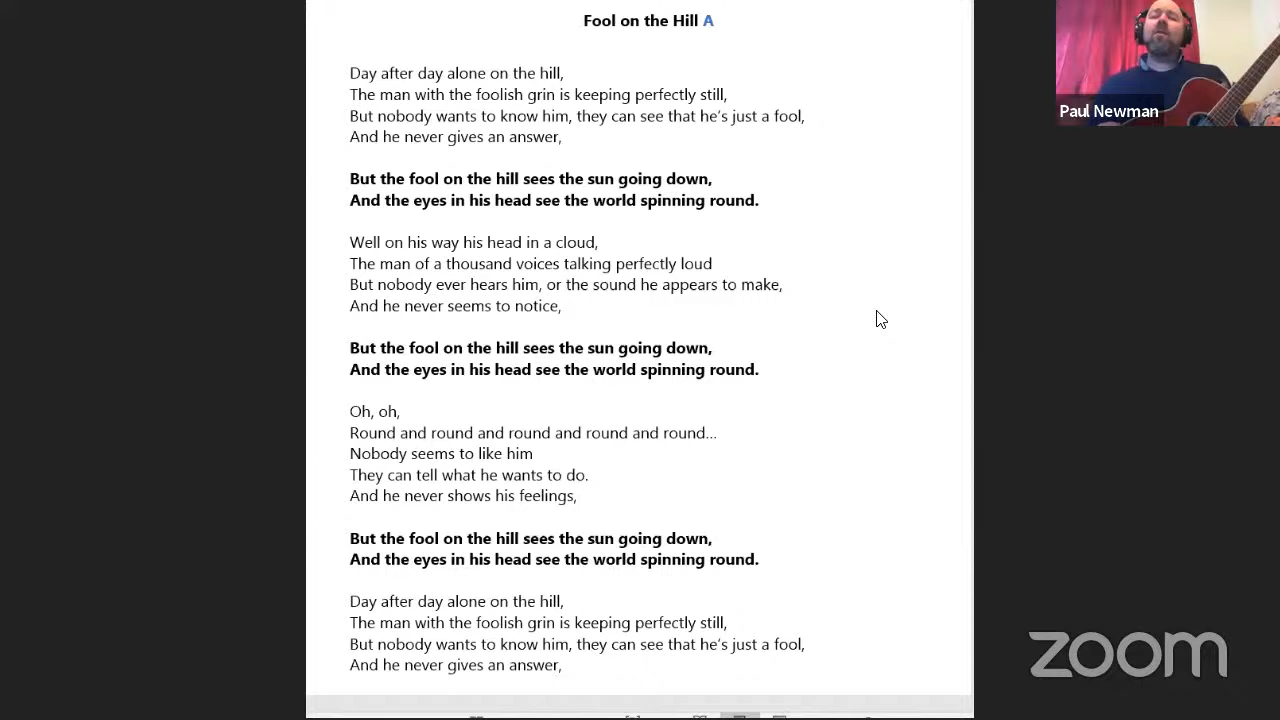 Fool on the Hill A
Paul Newman
Day after day alone on the hill,
The man with the foolish grin is keeping perfectly still,
But nobody wants to know him, they can see that he's just a fool,
And he never gives an answer,
But the fool on the hill sees the sun going down,
And the eyes in his head see the world spinning round.
Well on his way his head in a cloud,
The man of a thousand voices talking perfectly loud
But nobody ever hears him, or the sound he appears to make,
And he never seems to notice,
But the fool on the hill sees the sun going down,
And the eyes in his head see the world spinning round.
Oh, oh,
Round and round and round and round and round...
Nobody seems to like him
They can tell what he wants to do.
And he never shows his feelings,
But the fool on the hill sees the sun going down,
And the eyes in his head see the world spinning round.
Day after day alone on the hill,
The man with the foolish grin is keeping perfectly still,
But nobody wants to know him, they can see that he's just a fool,
And he never gives an answer,
zoom